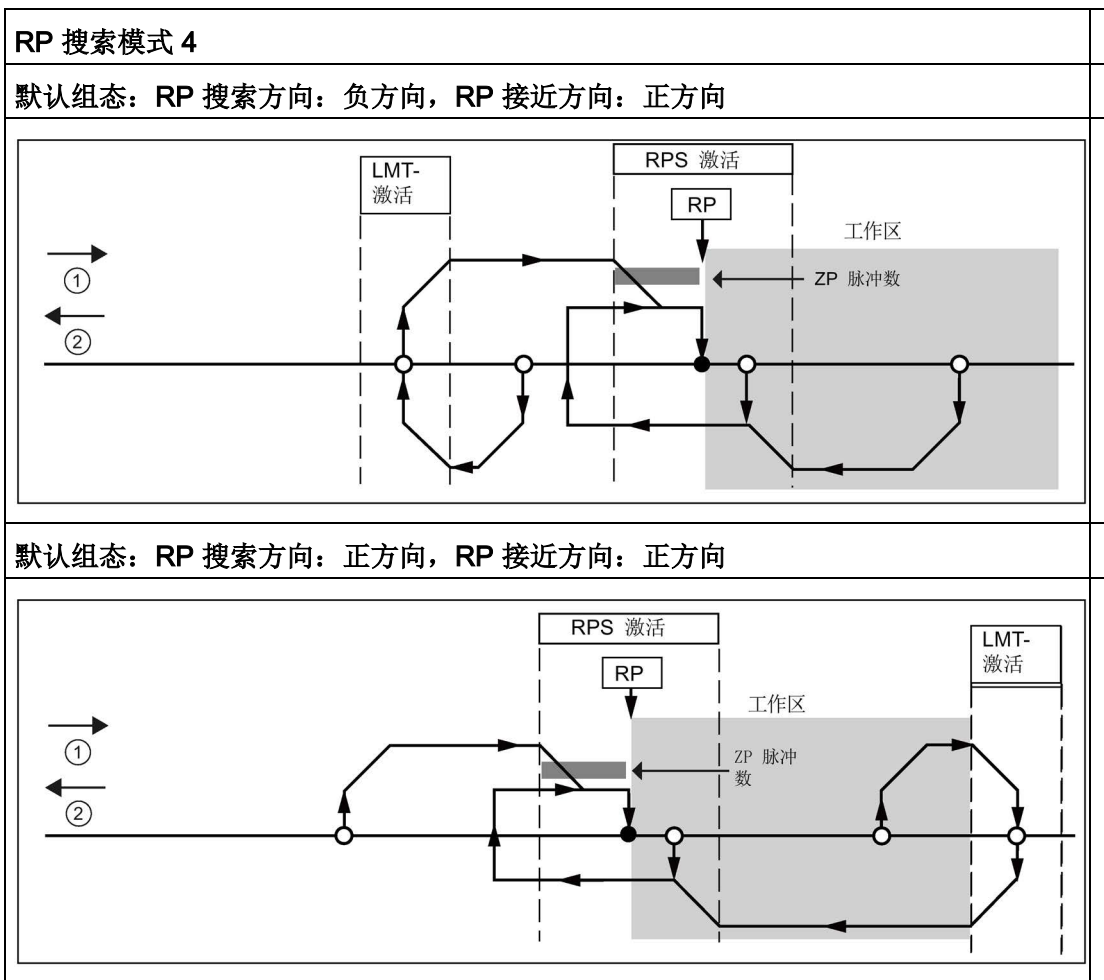 RP 搜索模式 4
默认组态：RP 搜索方向：负方向，RP 接近方向：正方向
LMT-
激活
RPS 激活
RP
工作区
ZP 脉冲数
①
②
默认组态：RP 搜索方向：正方向，RP 接近方向：正方向
RPS 激活
LMT-
激活
RP
工作区
ZP 脉冲
数
①
②